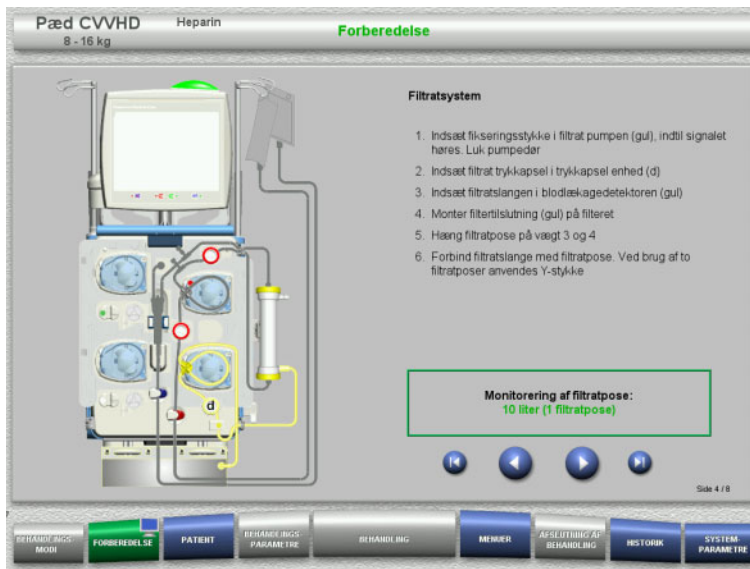 Pæd CVVHD
Heparin
8 - 16 kg
Forberedelse
Filtratsystem
1. Indsæt fikseringsstykke i filtrat pumpen (gul), indtil signalet
høres. Luk pumpedør
2. Indsæt filtrat trykkapsel i trykkapsel enhed (d)
3. Indsæt filtratslangen i blodlækagedetektoren (gul)
4. Monter filtertilslutning (gul) på filteret
5. Hæng filtratpose på vægt 3 og 4
6. Forbind filtratslange med filtratpose. Ved brug af to
filtratposer anvendes Y-stykke
d
Monitorering af filtratpose:
10 liter (1 filtratpose)
Side 4 / 8
BEHANDLINGS-
MODI
FORBEREDELSE
PATIENT
BEHANDLINGS-
PARAMETRE
BEHANDLING
MENUER
AFSLUTNING AF
BEHANDLING
HISTORIK
SYSTEM-
PARAMETRE